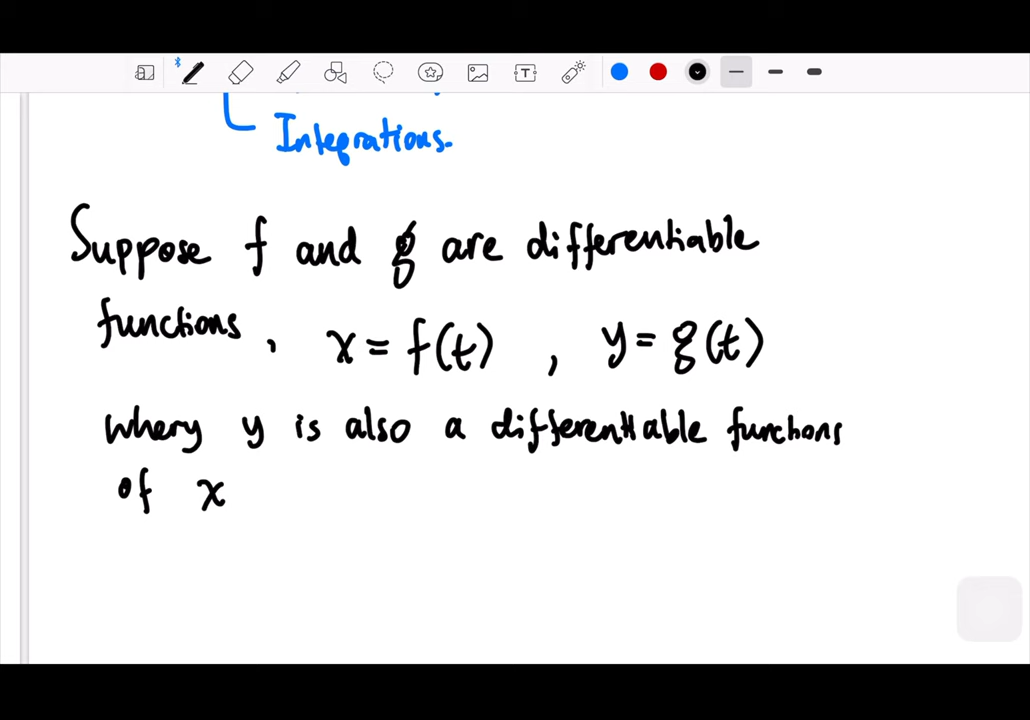 Integrations.
Suppose f and g are differentiable
functions, x = f(t), y = g(t)
where y is also a differentiable functions
of x